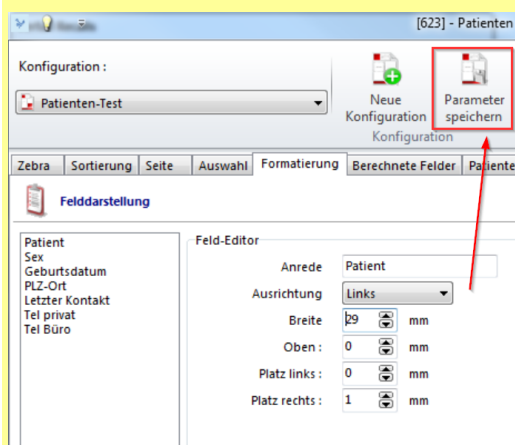 [623] - Patienten
Konfiguration :
Patienten-Test
Neue
Konfiguration
Parameter
speichern
Konfiguration
Zebra Sortierung Seite Auswahl Formatierung Berechnete Felder Patiente
Felddarstellung
Patient
Sex
Geburtsdatum
PLZ-Ort
Letzter Kontakt
Tel privat
Tel Büro
Feld-Editor
Anrede Patient
Ausrichtung Links
Breite 29 mm
Oben : 0 mm
Platz links : 0 mm
Platz rechts : 1 mm